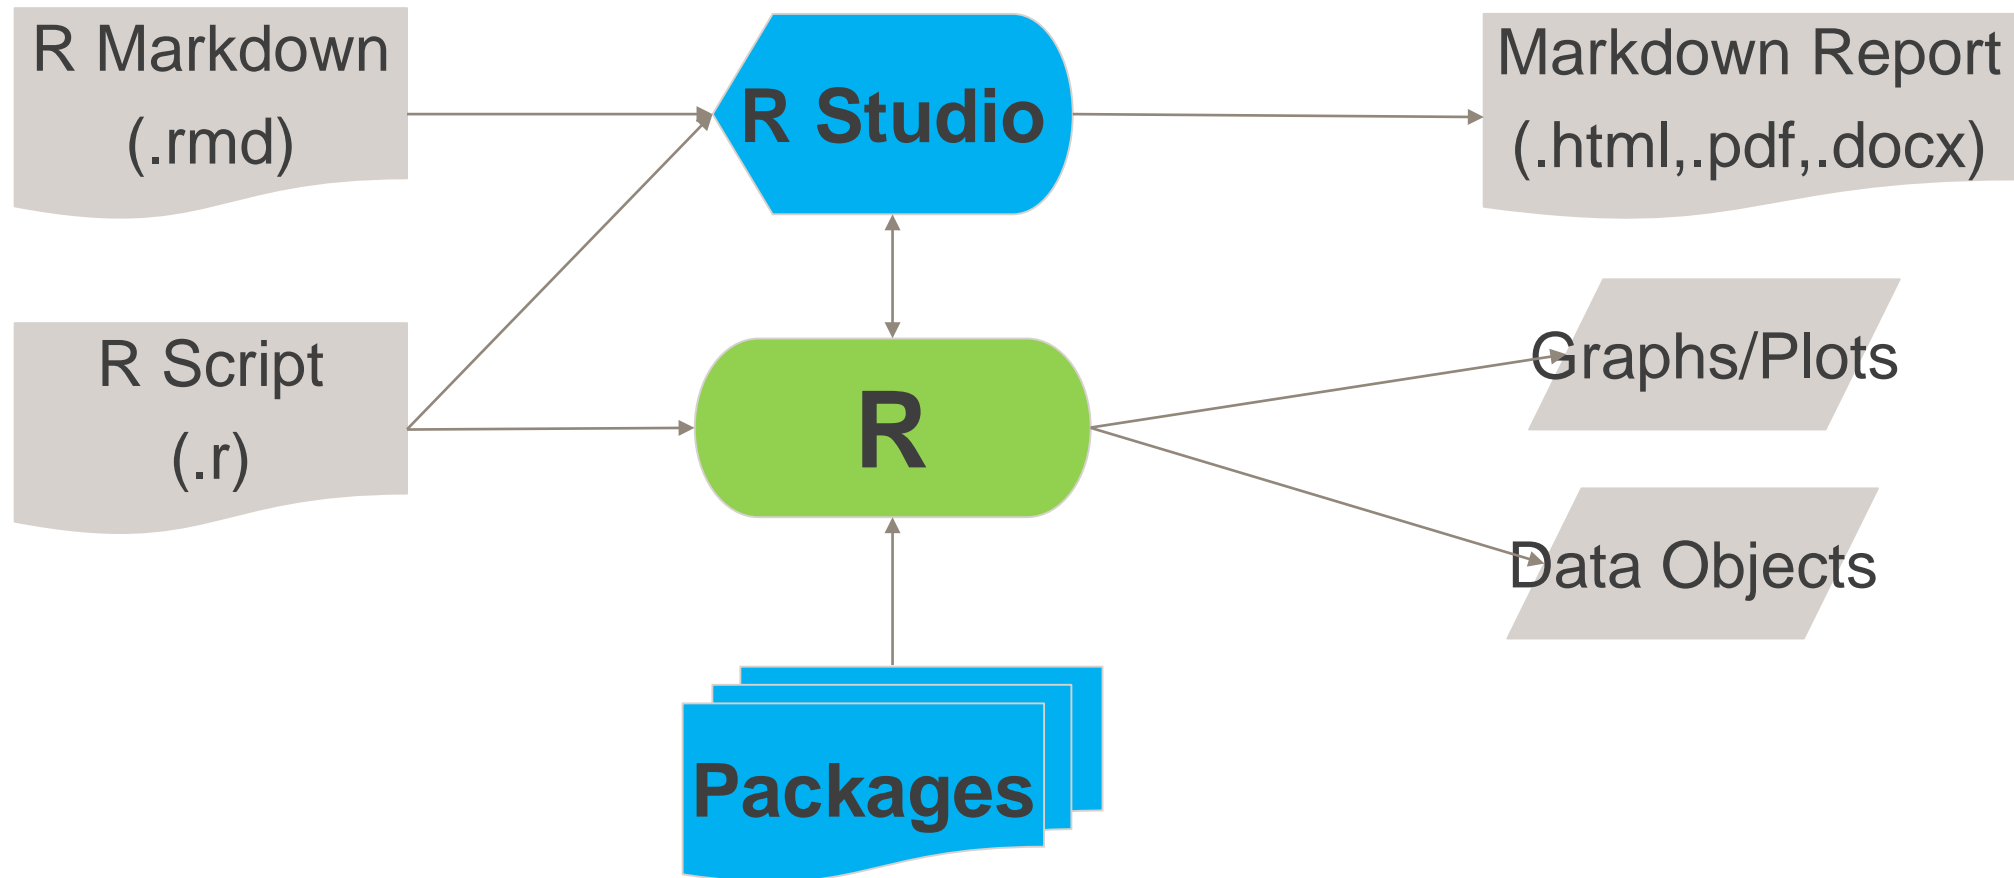 R Markdown
(.rmd)
R Studio
Markdown Report
(.html,.pdf,.docx)
R Script
(.r)
R
Graphs/Plots
Data Objects
Packages